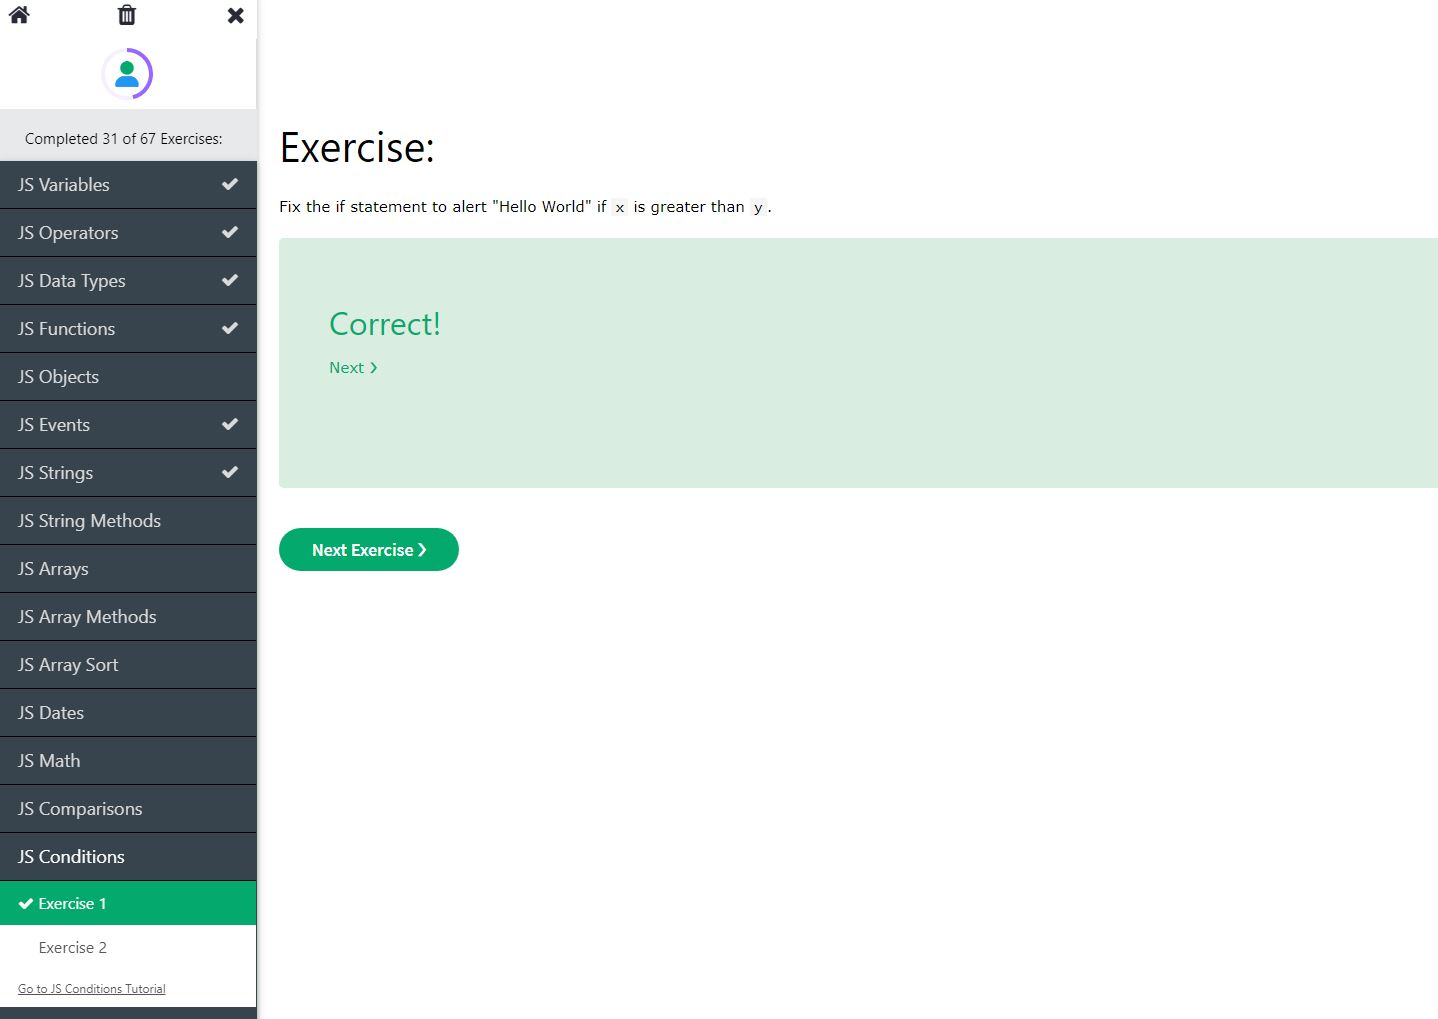 Completed 31 of 67 Exercises:
JS Variables
JS Operators
JS Data Types
JS Functions
JS Objects
JS Events
JS Strings
JS String Methods
JS Arrays
JS Array Methods
JS Array Sort
JS Dates
JS Math
JS Comparisons
JS Conditions
Exercise 1
Exercise 2
Go to JS Conditions Tutorial
Exercise:
Fix the if statement to alert "Hello World" if x is greater than y.
Correct!
Next ❯
Next Exercise ❯